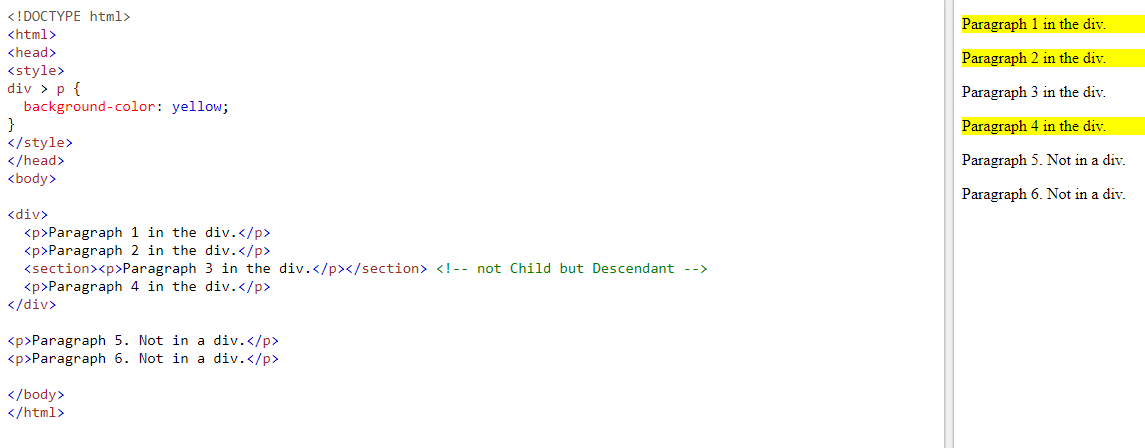 <!DOCTYPE html>
<html>
<head>
<style>
div > p {
  background-color: yellow;
}
</style>
</head>
<body>

<div>
  <p>Paragraph 1 in the div.</p>
  <p>Paragraph 2 in the div.</p>
  <section><p>Paragraph 3 in the div.</p></section> <!-- not Child but Descendant -->
  <p>Paragraph 4 in the div.</p>
</div>

<p>Paragraph 5. Not in a div.</p>
<p>Paragraph 6. Not in a div.</p>

</body>
</html>
Paragraph 1 in the div.
Paragraph 2 in the div.
Paragraph 3 in the div.
Paragraph 4 in the div.
Paragraph 5. Not in a div.
Paragraph 6. Not in a div.